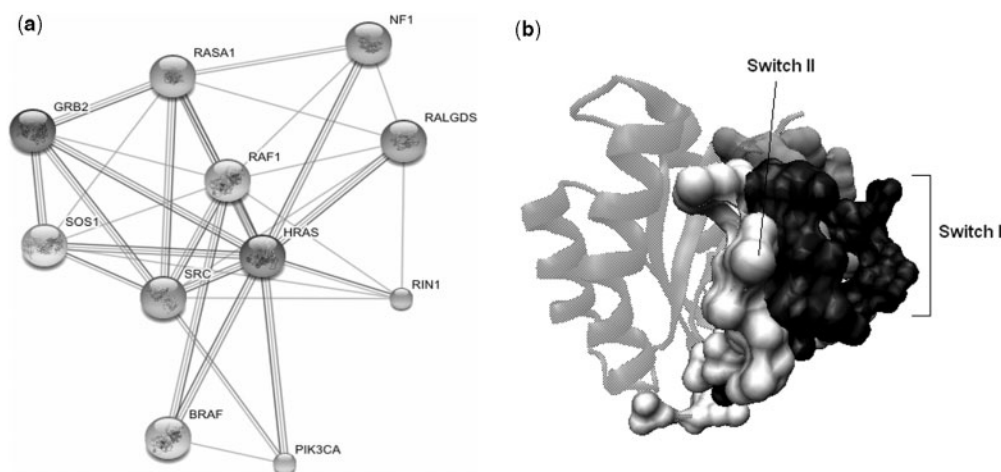 (a)
NF1
RASA1
GRB2
RALGDS
RAF1
SOS1
HRAS
SRC
RIN1
BRAF
PIK3CA
(b)
Switch II
Switch I